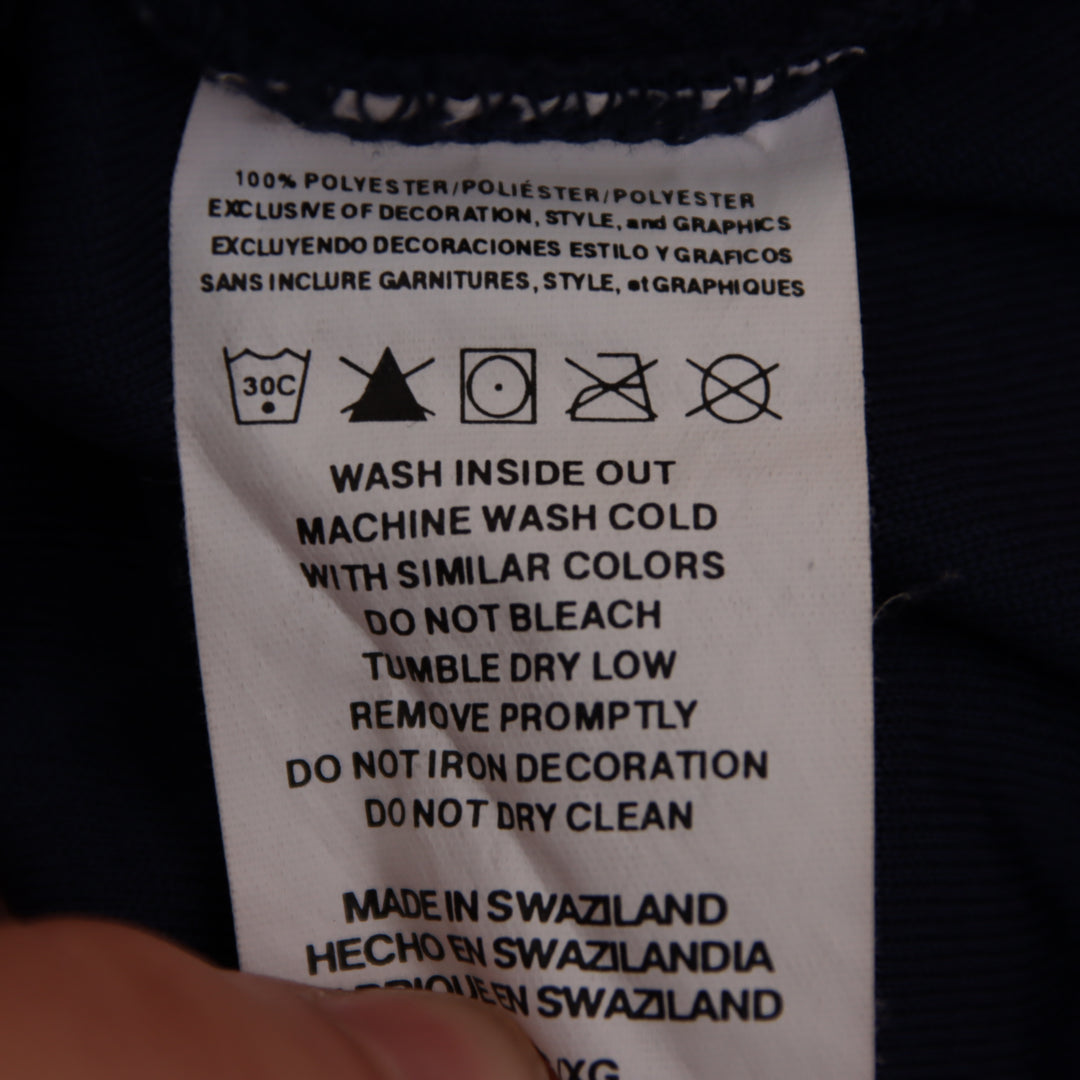 100% POLYESTER/POLIÉSTER/POLYESTER
EXCLUSIVE OF DECORATION, STYLE, and GRAPHICS
EXCLUYENDO DECORACIONES ESTILO Y GRAFICOS
SANS INCLURE GARNITURES, STYLE, et GRAPHIQUES
30C
WASH INSIDE OUT
MACHINE WASH COLD
WITH SIMILAR COLORS
DO NOT BLEACH
TUMBLE DRY LOW
REMOVE PROMPTLY
DO NOT IRON DECORATION
DO NOT DRY CLEAN
MADE IN SWAZILAND
HECHO EN SWAZILANDIA
EN SWAZILAND
/XG